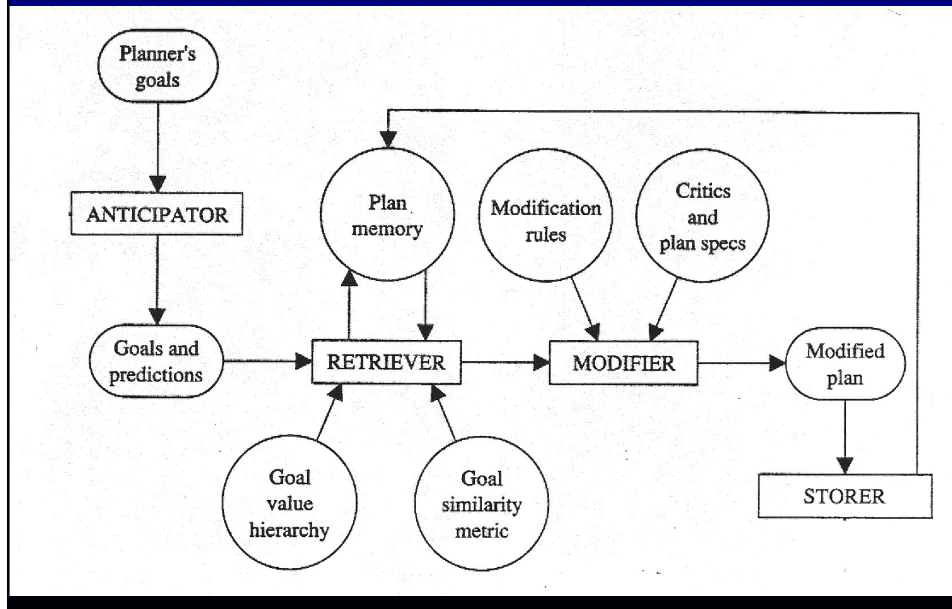 Planner's
goals
ANTICIPATOR
Goals and
predictions
Plan
memory
Modification
rules
Critics
and
plan specs
RETRIEVER
MODIFIER
Modified
plan
Goal
value
hierarchy
Goal
similarity
metric
STORER